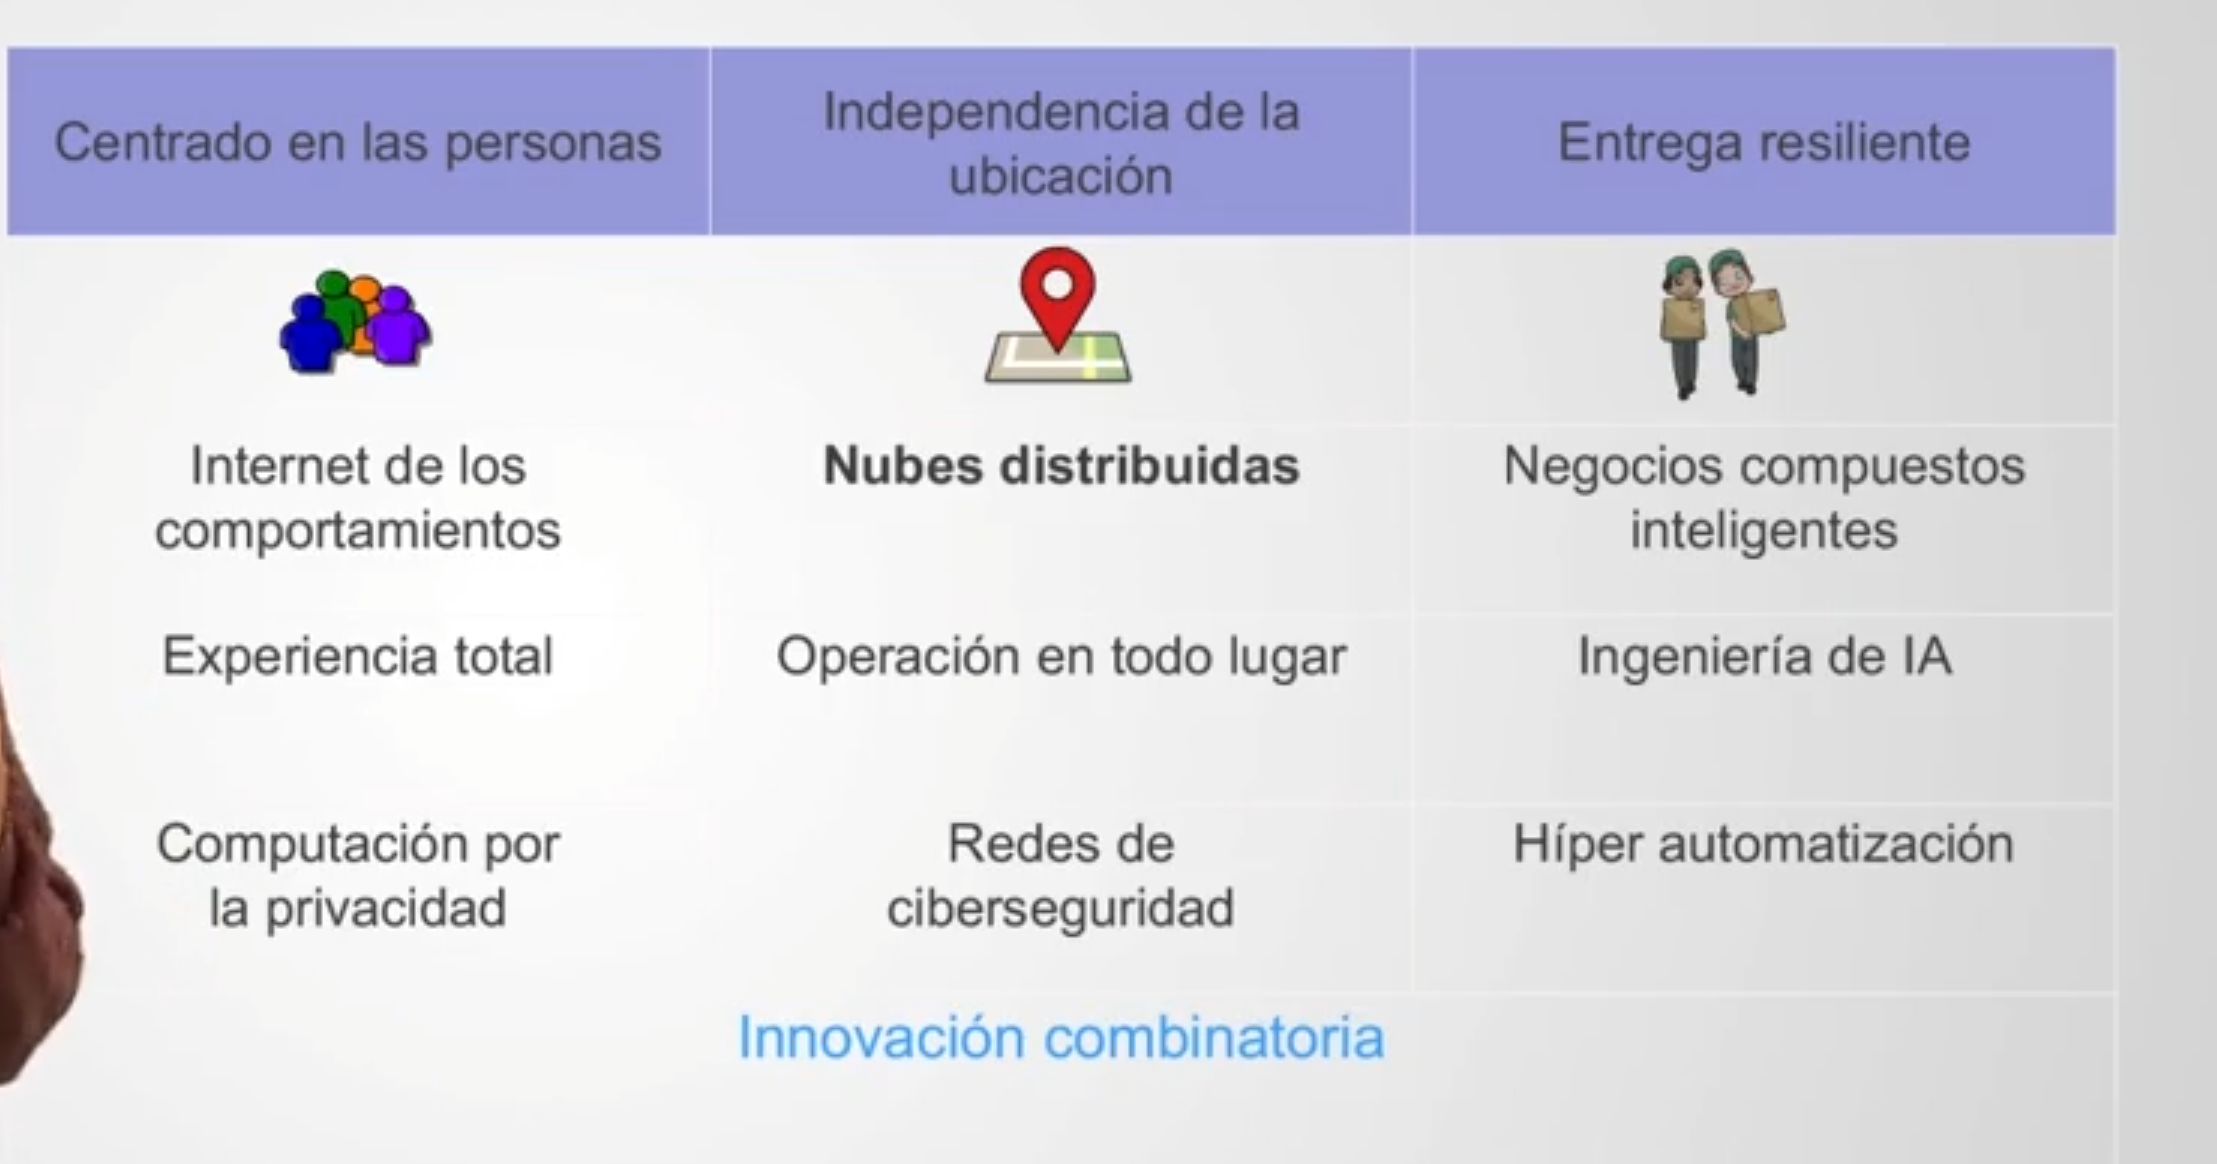 Centrado en las personas
Independencia de la
ubicación
Entrega resiliente
Internet de los
comportamientos
Nubes distribuidas
Negocios compuestos
inteligentes
Experiencia total
Operación en todo lugar
Ingeniería de IA
Computación por
la privacidad
Redes de
ciberseguridad
Híper automatización
Innovación combinatoria